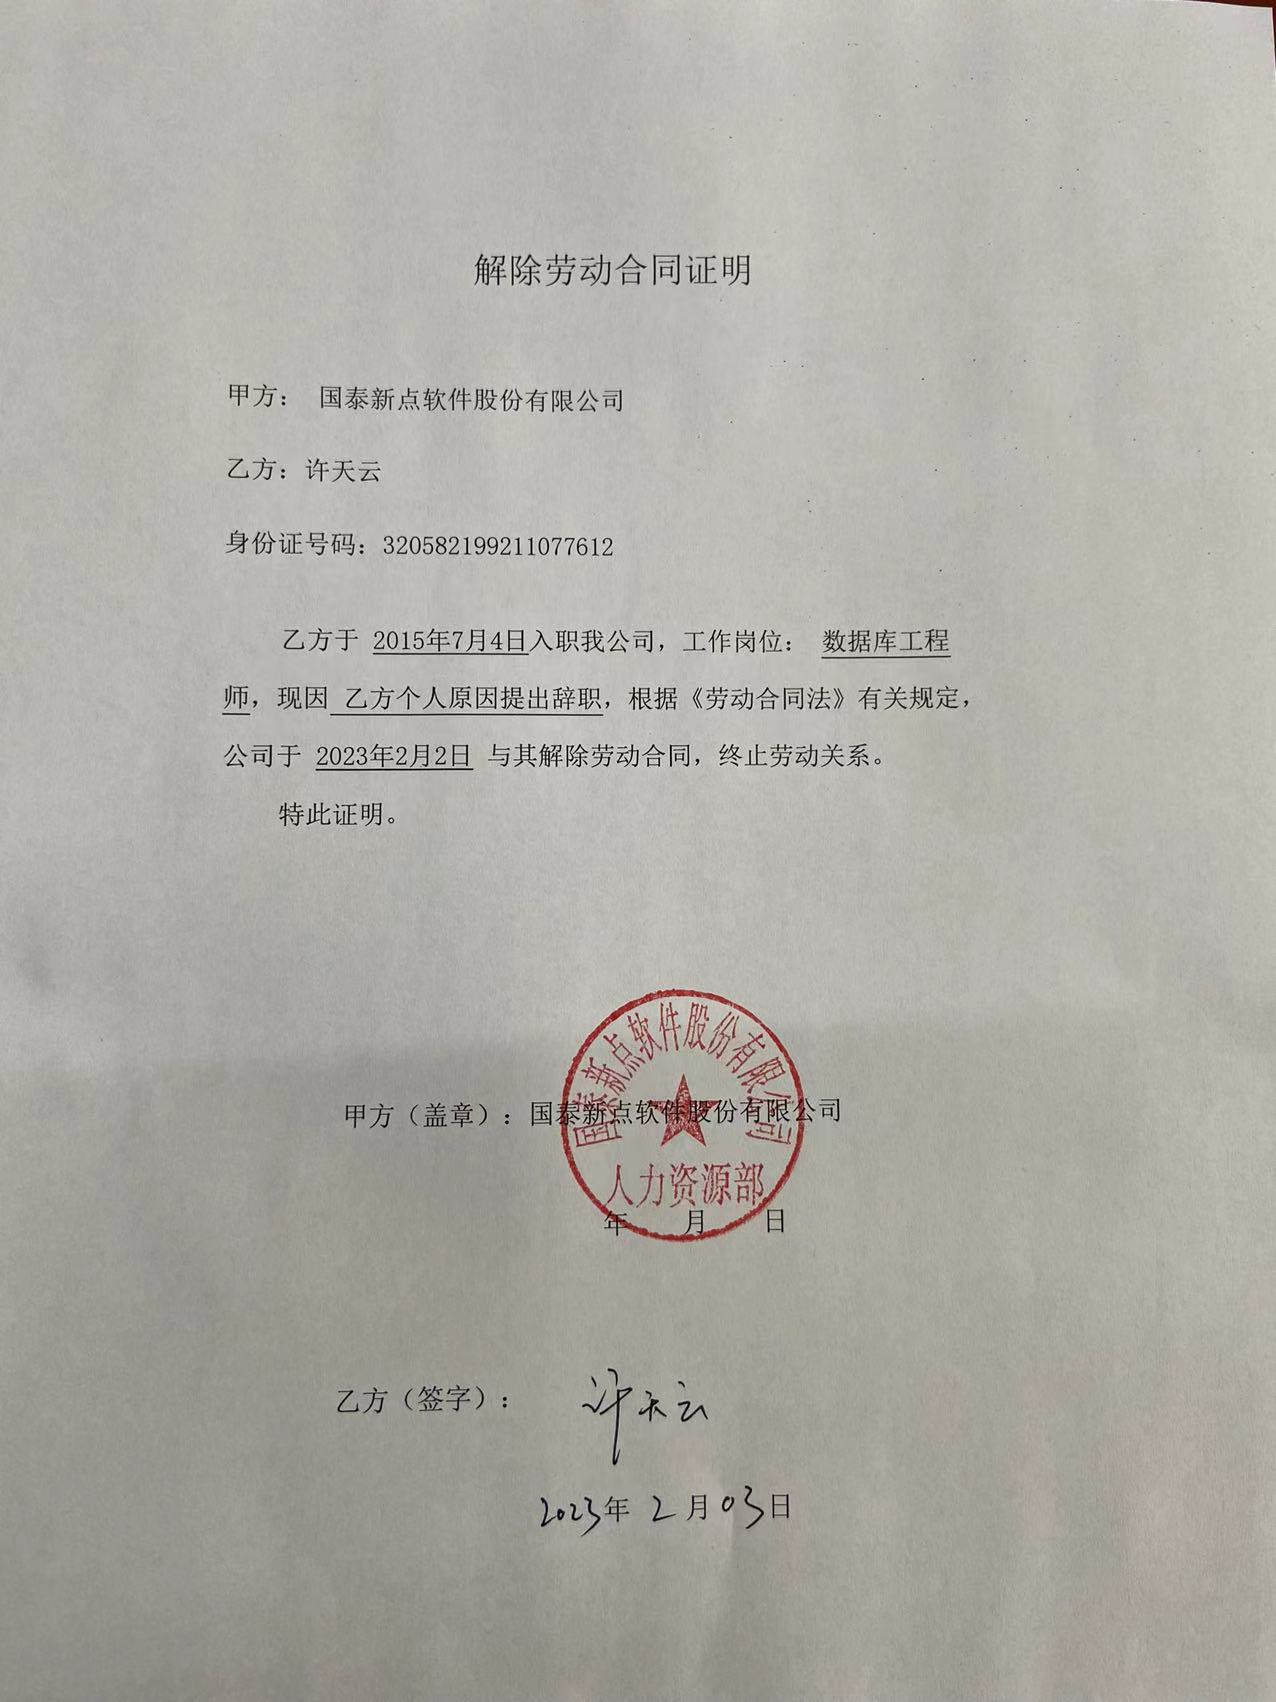 解除劳动合同证明
甲方： 国泰新点软件股份有限公司
乙方：许天云
身份证号码：320582199211077612
乙方于 2015年7月4日入职我公司，工作岗位： 数据库工程
师，现因 乙方个人原因提出辞职，根据《劳动合同法》有关规定，
公司于 2023年2月2日 与其解除劳动合同，终止劳动关系。
特此证明。
国泰新点软件股份有限公司
甲方（盖章）：国泰新点软件股份有限公司
人力资源部
年 月 日
乙方（签字）： 许天云
2023年 2月03日